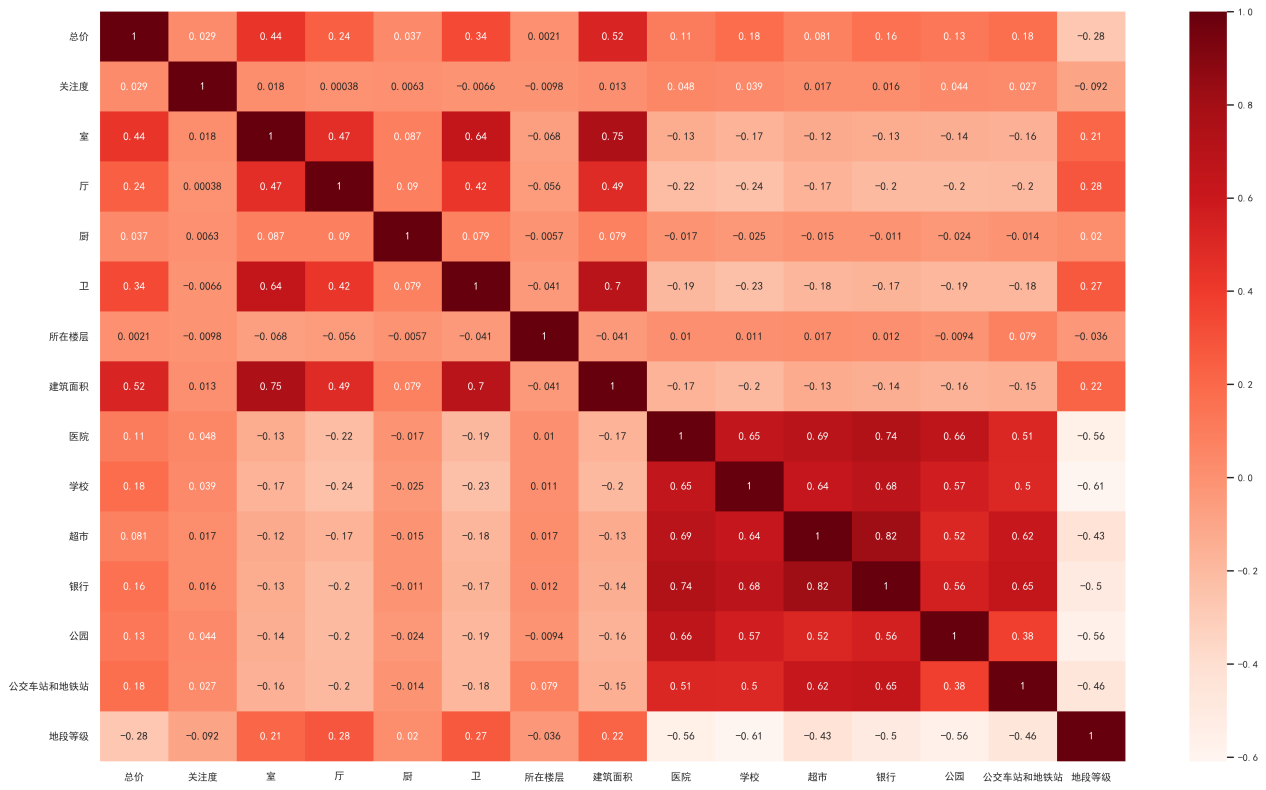 总价 1 0.029 0.44 0.24 0.037 0.34 0.0021 0.52 0.11 0.18 0.081 0.16 0.13 0.18 −0.28
关注度 0.029 1 0.018 0.00038 0.0063 −0.0066 −0.0098 0.013 0.048 0.039 0.017 0.016 0.044 0.027 −0.092
室 0.44 0.018 1 0.47 0.087 0.64 −0.068 0.75 −0.13 −0.17 −0.12 −0.13 −0.14 −0.16 0.21
厅 0.24 0.00038 0.47 1 0.09 0.42 −0.056 0.49 −0.22 −0.24 −0.17 −0.2 −0.2 −0.2 0.28
厨 0.037 0.0063 0.087 0.09 1 0.079 −0.0057 0.079 −0.017 −0.025 −0.015 −0.011 −0.024 −0.014 0.02
卫 0.34 −0.0066 0.64 0.42 0.079 1 −0.041 0.7 −0.19 −0.23 −0.18 −0.17 −0.19 −0.18 0.27
所在楼层 0.0021 −0.0098 −0.068 −0.056 −0.0057 −0.041 1 −0.041 0.01 0.011 0.017 0.012 −0.0094 0.079 −0.036
建筑面积 0.52 0.013 0.75 0.49 0.079 0.7 −0.041 1 −0.17 −0.2 −0.13 −0.14 −0.16 −0.15 0.22
医院 0.11 0.048 −0.13 −0.22 −0.017 −0.19 0.01 −0.17 1 0.65 0.69 0.74 0.66 0.51 −0.56
学校 0.18 0.039 −0.17 −0.24 −0.025 −0.23 0.011 −0.2 0.65 1 0.64 0.68 0.57 0.5 −0.61
超市 0.081 0.017 −0.12 −0.17 −0.015 −0.18 0.017 −0.13 0.69 0.64 1 0.82 0.52 0.62 −0.43
银行 0.16 0.016 −0.13 −0.2 −0.011 −0.17 0.012 −0.14 0.74 0.68 0.82 1 0.56 0.65 −0.5
公园 0.13 0.044 −0.14 −0.2 −0.024 −0.19 −0.0094 −0.16 0.66 0.57 0.52 0.56 1 0.38 −0.56
公交车站和地铁站 0.18 0.027 −0.16 −0.2 −0.014 −0.18 0.079 −0.15 0.51 0.5 0.62 0.65 0.38 1 −0.46
地段等级 −0.28 −0.092 0.21 0.28 0.02 0.27 −0.036 0.22 −0.56 −0.61 −0.43 −0.5 −0.56 −0.46 1
总价 关注度 室 厅 厨 卫 所在楼层 建筑面积 医院 学校 超市 银行 公园 公交车站和地铁站 地段等级
1.0
0.8
0.6
0.4
0.2
0.0
−0.2
−0.4
−0.6